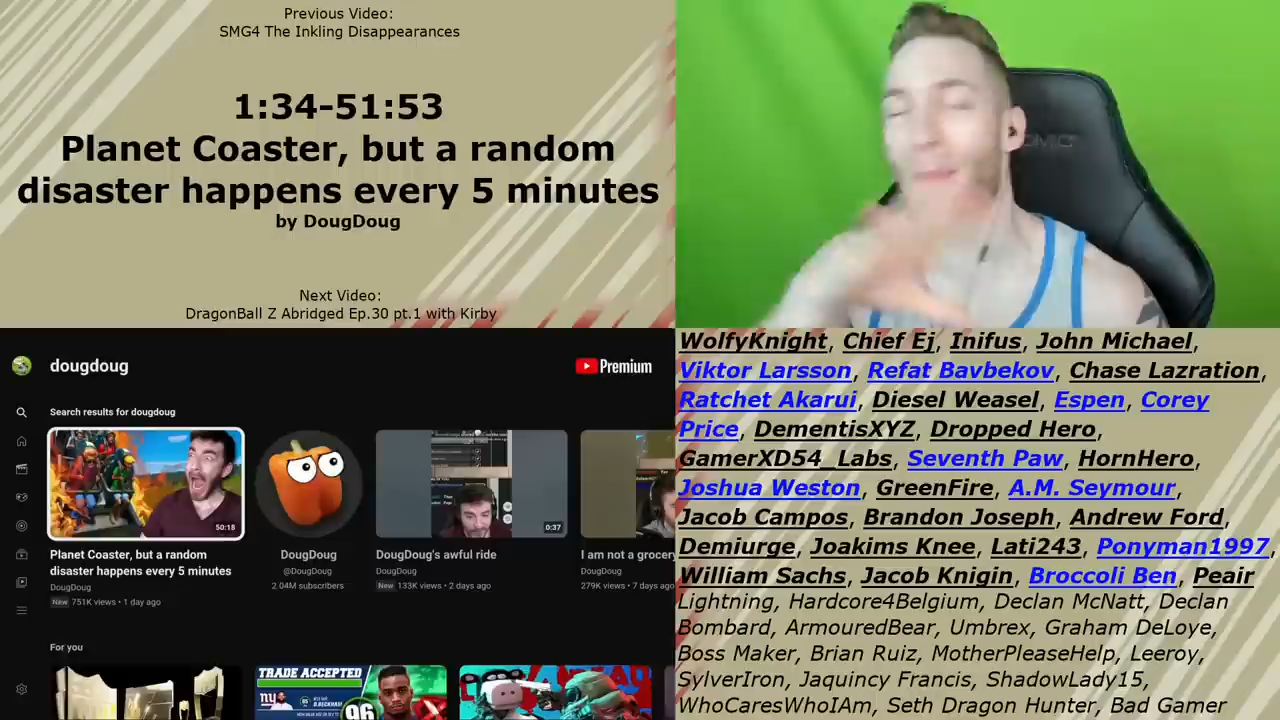 Previous Video:
SMG4 The Inkling Disappearances
1:34-51:53
Planet Coaster, but a random
disaster happens every 5 minutes
by DougDoug
Next Video:
DragonBall Z Abridged Ep.30 pt.1 with Kirby
dougdoug
Premium
Search results for dougdoug
50:18
0:37
Planet Coaster, but a random
disaster happens every 5 minutes
DougDoug
New 751K views • 1 day ago
DougDoug
@DougDoug
2.04M subscribers
DougDoug's awful ride
DougDoug
New 133K views • 2 days ago
I am not a grocery
DougDoug
279K views • 7 days ago
For you
TRADE ACCEPTED
96
WolfyKnight, Chief Ej, Inifus, John Michael,
Viktor Larsson, Refat Bavbekov, Chase Lazration,
Ratchet Akarui, Diesel Weasel, Espen, Corey
Price, DementisXYZ, Dropped Hero,
GamerXD54_Labs, Seventh Paw, HornHero,
Joshua Weston, GreenFire, A.M. Seymour,
Jacob Campos, Brandon Joseph, Andrew Ford,
Demiurge, Joakims Knee, Lati243, Ponyman1997,
William Sachs, Jacob Knigin, Broccoli Ben, Peair
Lightning, Hardcore4Belgium, Declan McNatt, Declan
Bombard, ArmouredBear, Umbrex, Graham DeLoye,
Boss Maker, Brian Ruiz, MotherPleaseHelp, Leeroy,
SylverIron, Jaquincy Francis, ShadowLady15,
WhoCaresWhoIAm, Seth Dragon Hunter, Bad Gamer